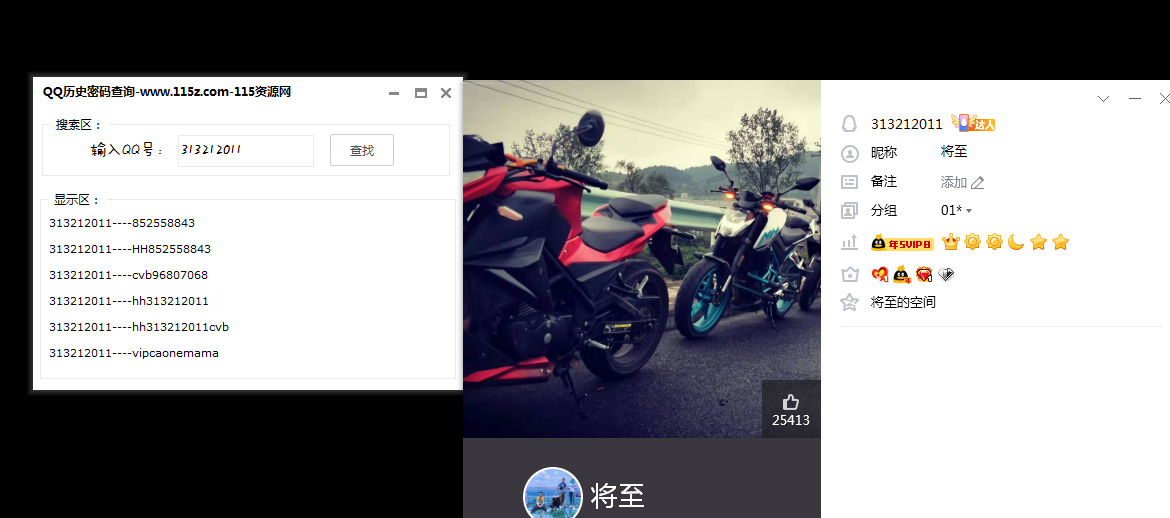 QQ历史密码查询-www.115z.com-115资源网
搜索区：
输入QQ号： 313212011 查找
显示区：
313212011----852558843
313212011----HH852558843
313212011----cvb96807068
313212011----hh313212011
313212011----hh313212011cvb
313212011----vipcaonemama
25413
将至
313212011 达人
昵称 将至
备注 添加
分组 01*
年SVIP8
将至的空间